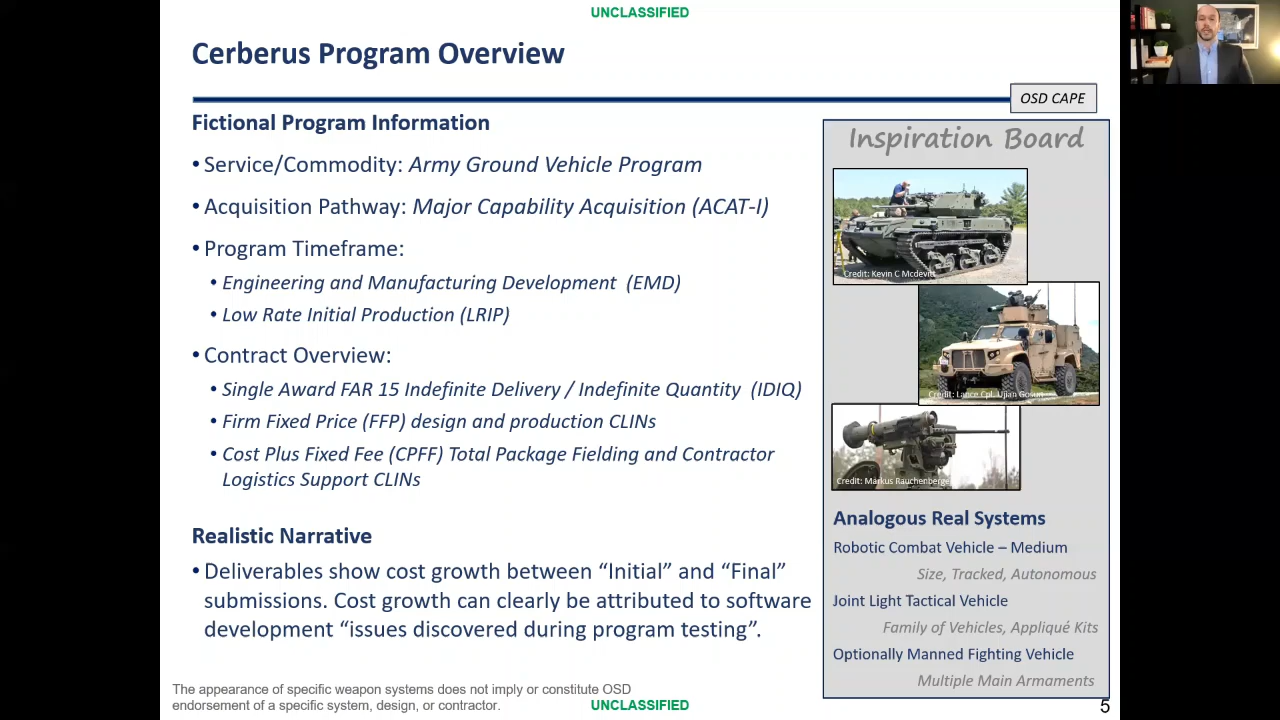 UNCLASSIFIED
Cerberus Program Overview
OSD CAPE
Fictional Program Information
• Service/Commodity: Army Ground Vehicle Program
• Acquisition Pathway: Major Capability Acquisition (ACAT-I)
• Program Timeframe:
• Engineering and Manufacturing Development (EMD)
• Low Rate Initial Production (LRIP)
• Contract Overview:
• Single Award FAR 15 Indefinite Delivery / Indefinite Quantity (IDIQ)
• Firm Fixed Price (FFP) design and production CLINs
• Cost Plus Fixed Fee (CPFF) Total Package Fielding and Contractor
Logistics Support CLINs
Realistic Narrative
• Deliverables show cost growth between “Initial” and “Final”
submissions. Cost growth can clearly be attributed to software
development “issues discovered during program testing”.
Inspiration Board
Credit: Kevin C Mcdevitt
Credit: Lance Cpl. Ujian
Credit: Markus Rauchenberger
Analogous Real Systems
Robotic Combat Vehicle – Medium
Size, Tracked, Autonomous
Joint Light Tactical Vehicle
Family of Vehicles, Appliqué Kits
Optionally Manned Fighting Vehicle
Multiple Main Armaments
The appearance of specific weapon systems does not imply or constitute OSD
endorsement of a specific system, design, or contractor.
UNCLASSIFIED
5